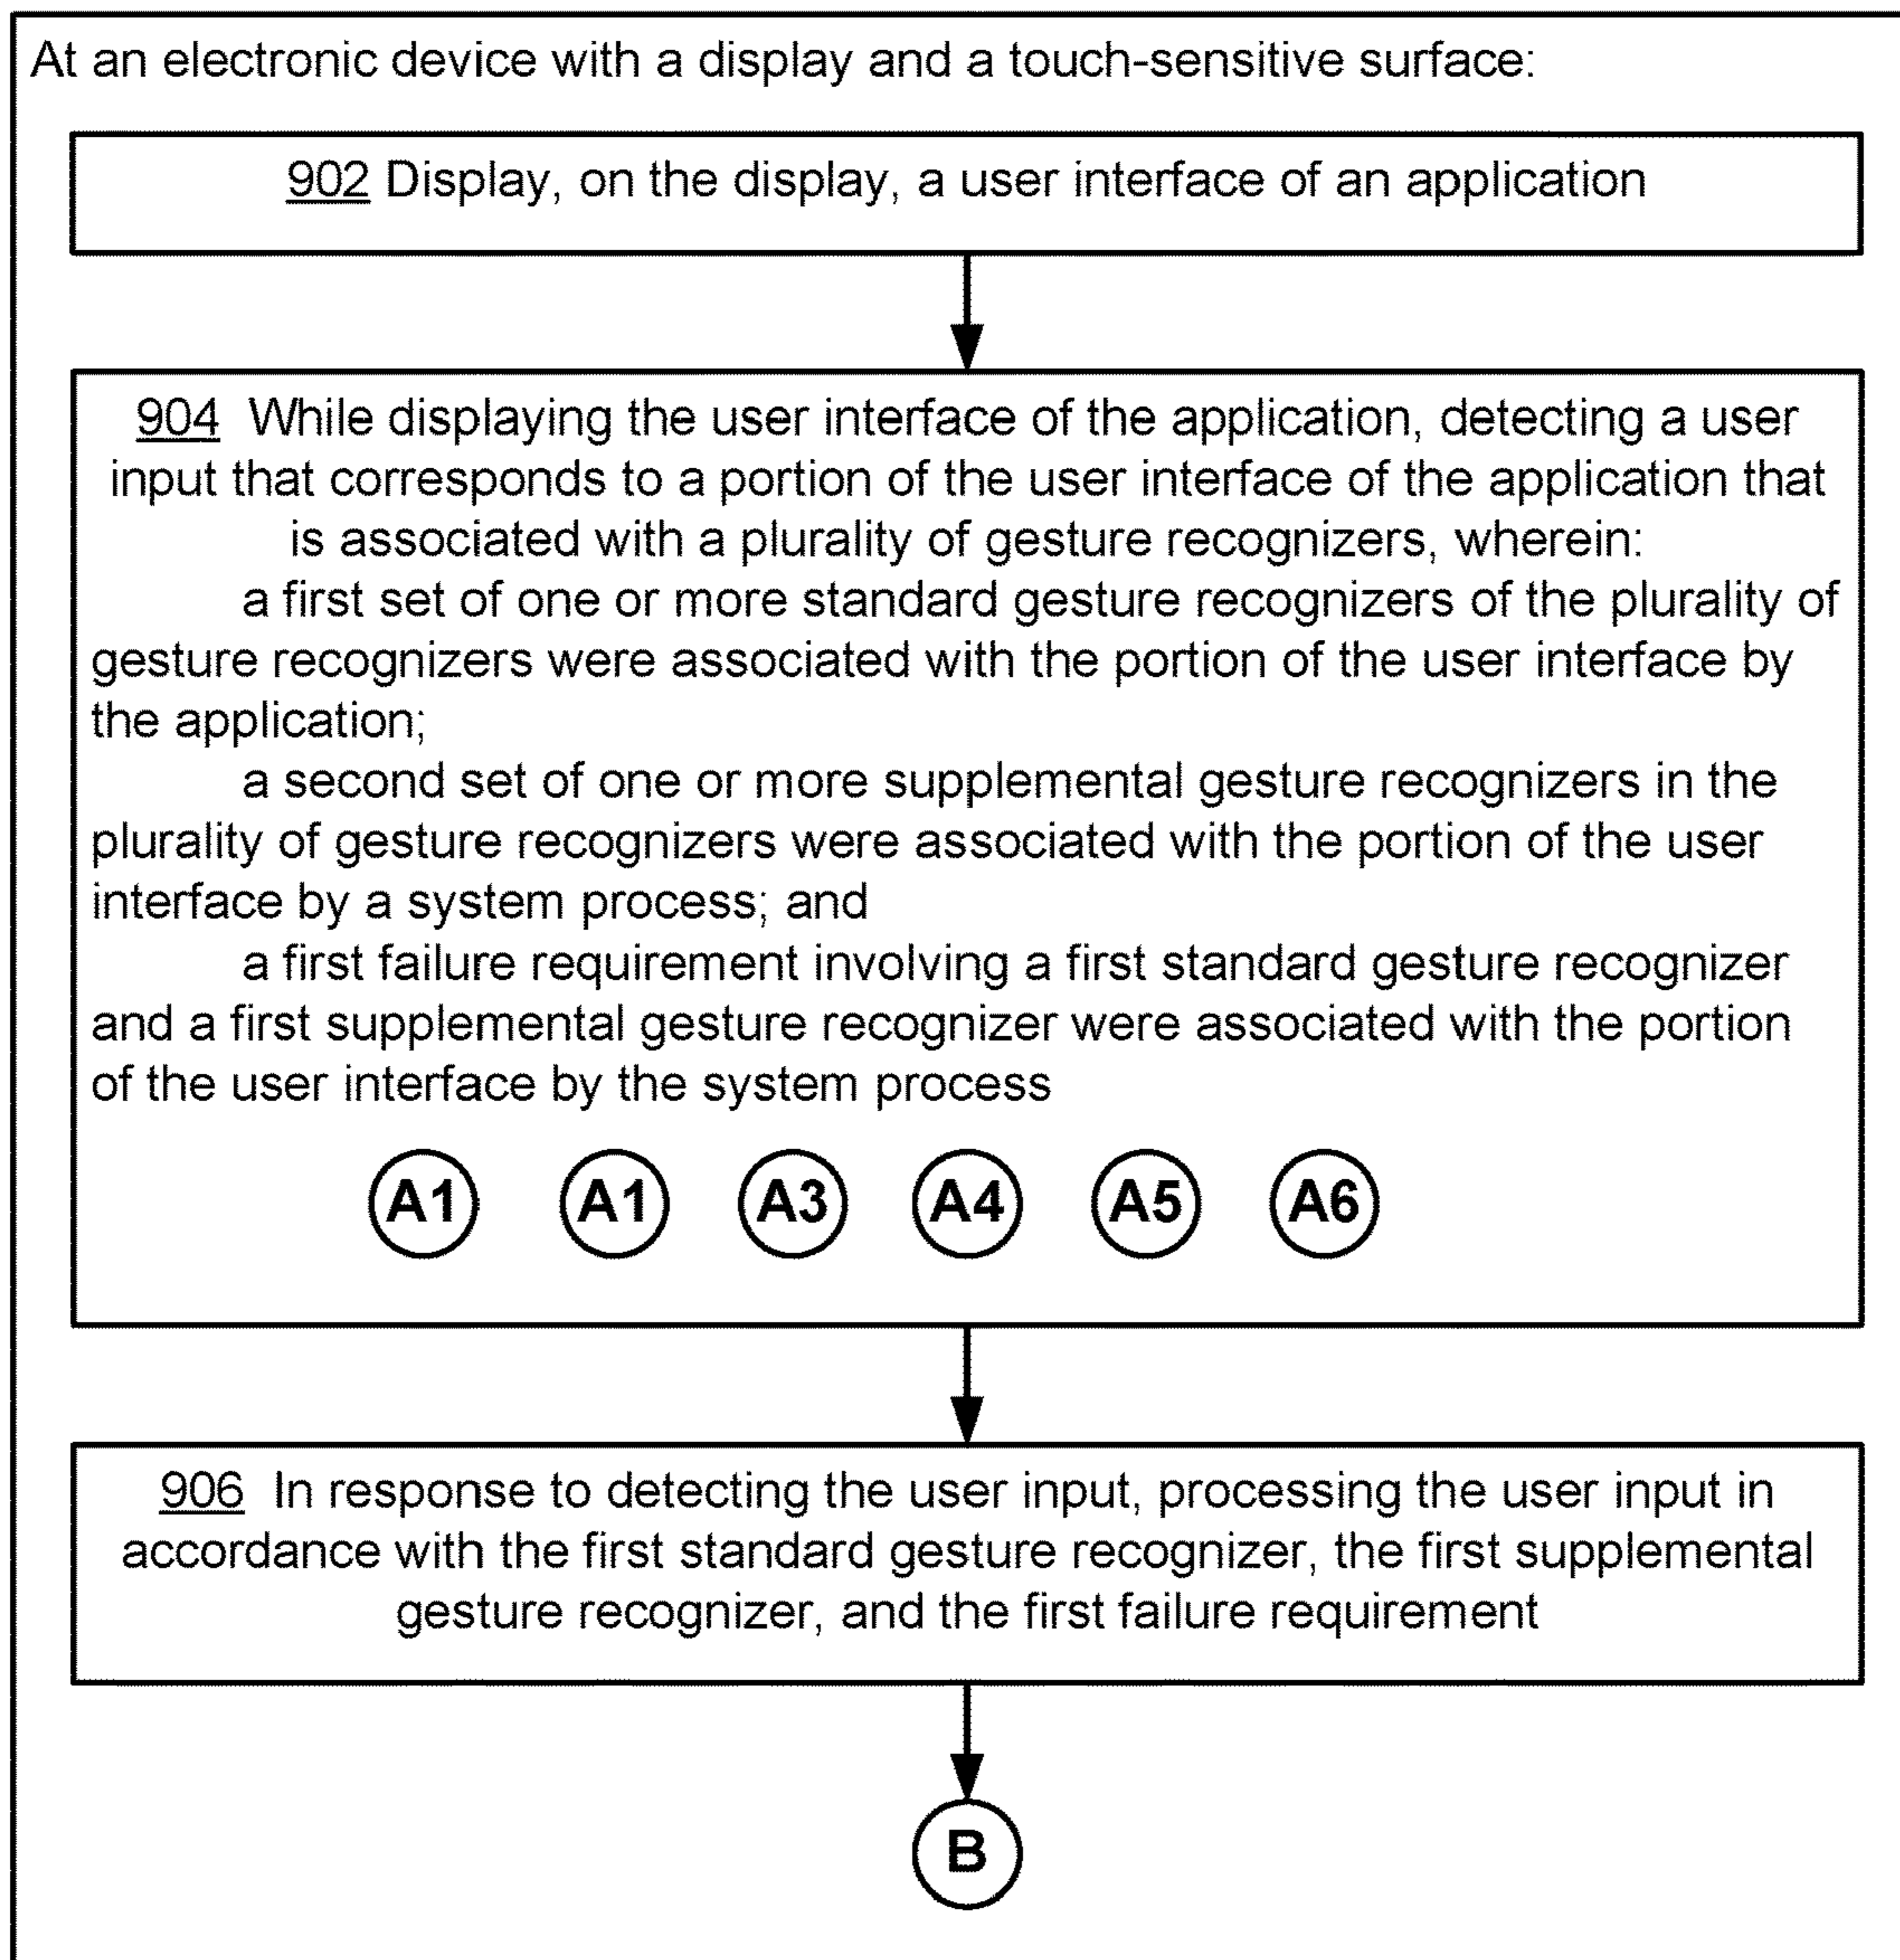 At an electronic device with a display and a touch-sensitive surface:
902 Display, on the display, a user interface of an application
904 While displaying the user interface of the application, detecting a user
input that corresponds to a portion of the user interface of the application that
is associated with a plurality of gesture recognizers, wherein:
a first set of one or more standard gesture recognizers of the plurality of
gesture recognizers were associated with the portion of the user interface by
the application;
a second set of one or more supplemental gesture recognizers in the
plurality of gesture recognizers were associated with the portion of the user
interface by a system process; and
a first failure requirement involving a first standard gesture recognizer
and a first supplemental gesture recognizer were associated with the portion
of the user interface by the system process
A1 A1 A3 A4 A5 A6
906 In response to detecting the user input, processing the user input in
accordance with the first standard gesture recognizer, the first supplemental
gesture recognizer, and the first failure requirement
B